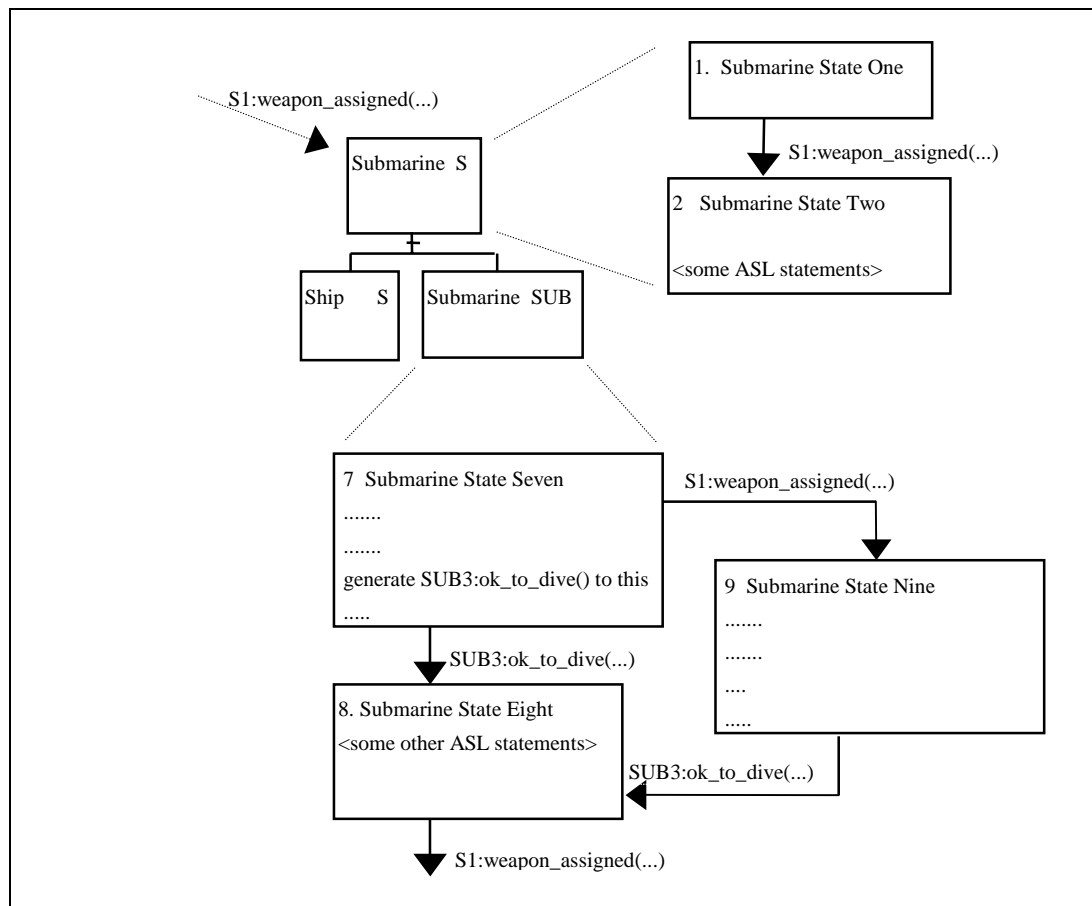 1. Submarine State One
S1:weapon_assigned(...)
Submarine S
S1:weapon_assigned(...)
2 Submarine State Two
<some ASL statements>
Ship S
Submarine SUB
7 Submarine State Seven
.......
.......
generate SUB3:ok_to_dive() to this
.....
S1:weapon_assigned(...)
9 Submarine State Nine
.......
.......
....
.....
SUB3:ok_to_dive(...)
8. Submarine State Eight
<some other ASL statements>
SUB3:ok_to_dive(...)
S1:weapon_assigned(...)